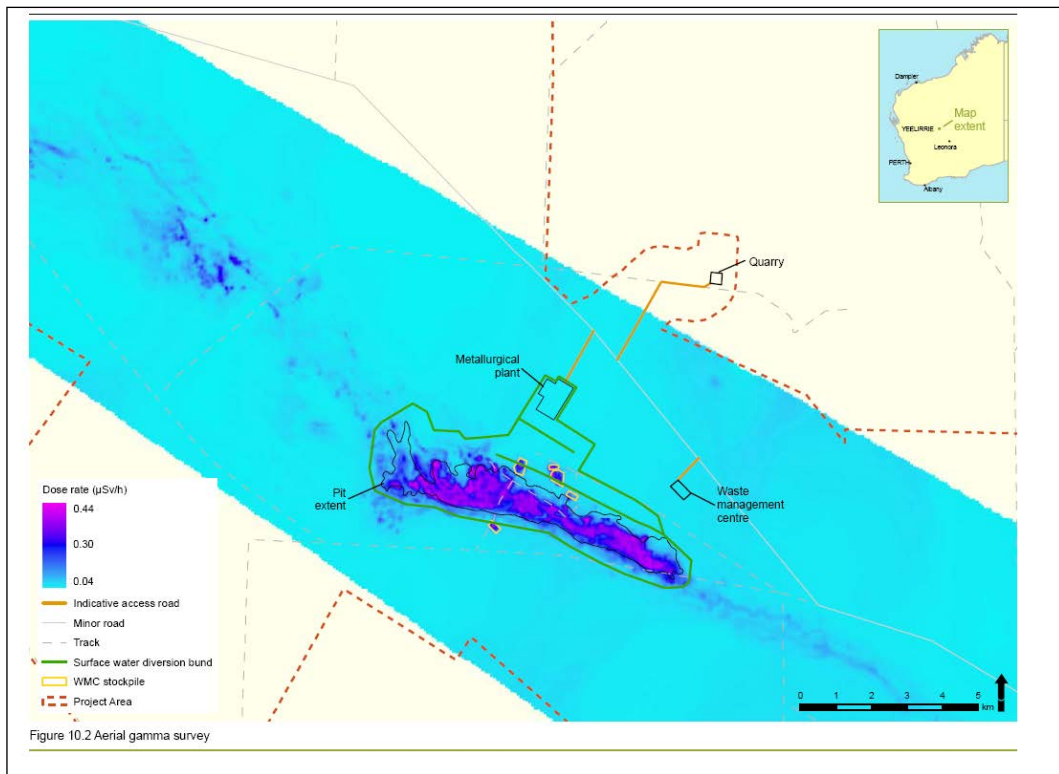 Dampier
YEELIRRIE
Map
extent
Leonora
PERTH
Albany
Quarry
Metallurgical
plant
Pit
extent
Waste
management
centre
Dose rate (µSv/h)
0.44
0.30
0.04
Indicative access road
Minor road
Track
Surface water diversion bund
WMC stockpile
Project Area
0 1 2 3 4 5
km
Figure 10.2 Aerial gamma survey